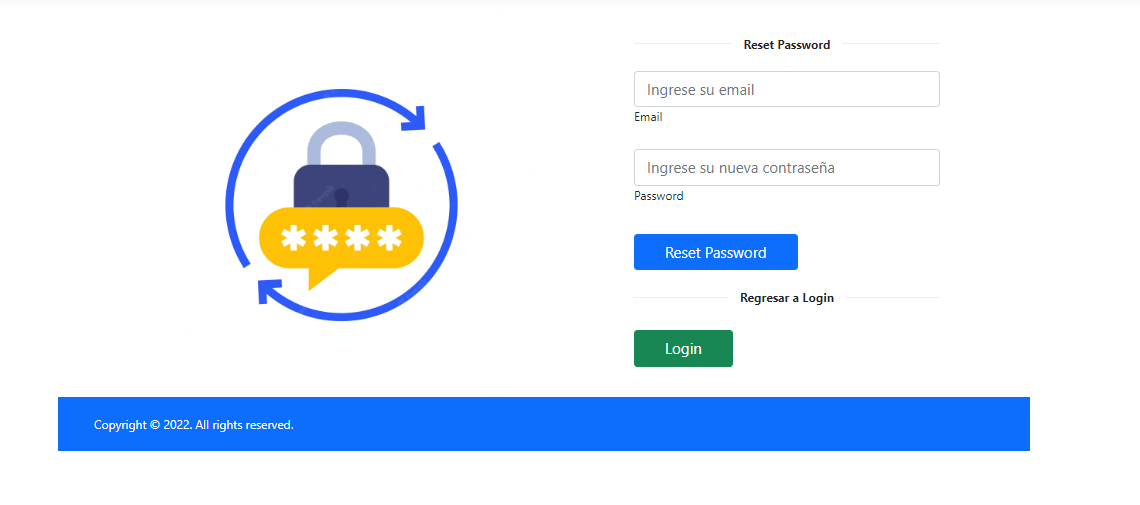 Reset Password
Ingrese su email
Email
Ingrese su nueva contraseña
Password
Reset Password
Regresar a Login
Login
Copyright © 2022. All rights reserved.